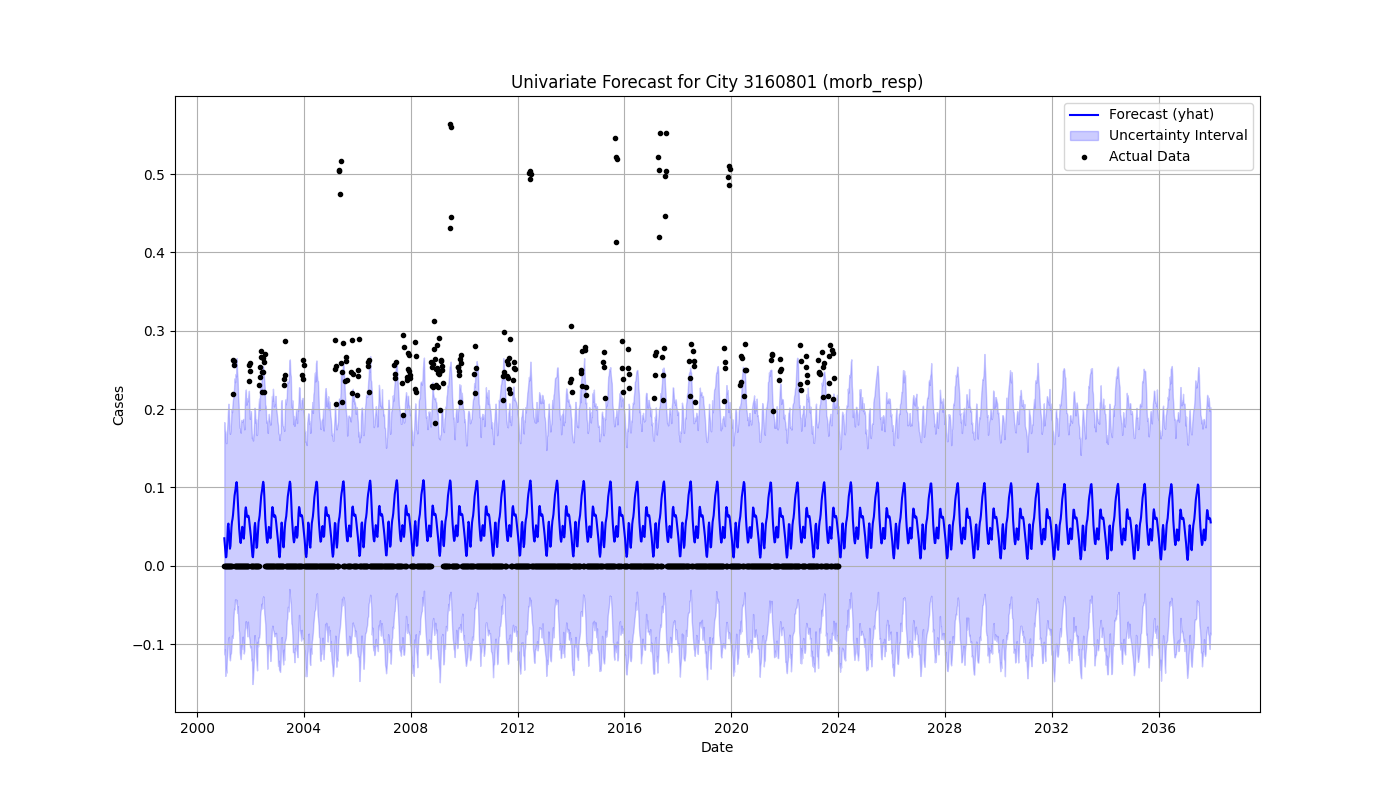 Univariate Forecast for City 3160801 (morb_resp)
Forecast (yhat)
Uncertainty Interval
Actual Data
Cases
0.5
0.4
0.3
0.2
0.1
0.0
−0.1
2000 2004 2008 2012 2016 2020 2024 2028 2032 2036
Date